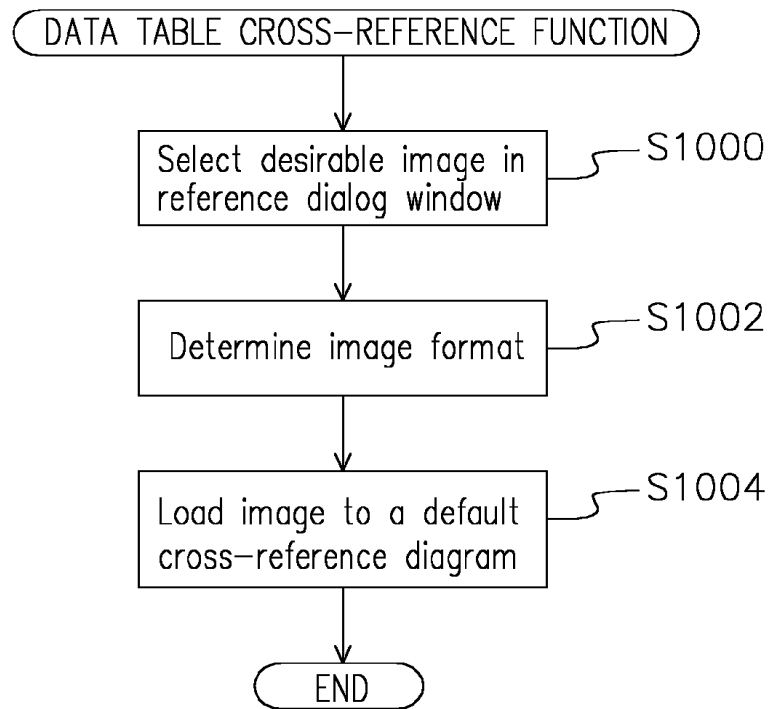 DATA TABLE CROSS-REFERENCE FUNCTION
Select desirable image in
reference dialog window
S1000
Determine image format
S1002
Load image to a default
cross-reference diagram
S1004
END